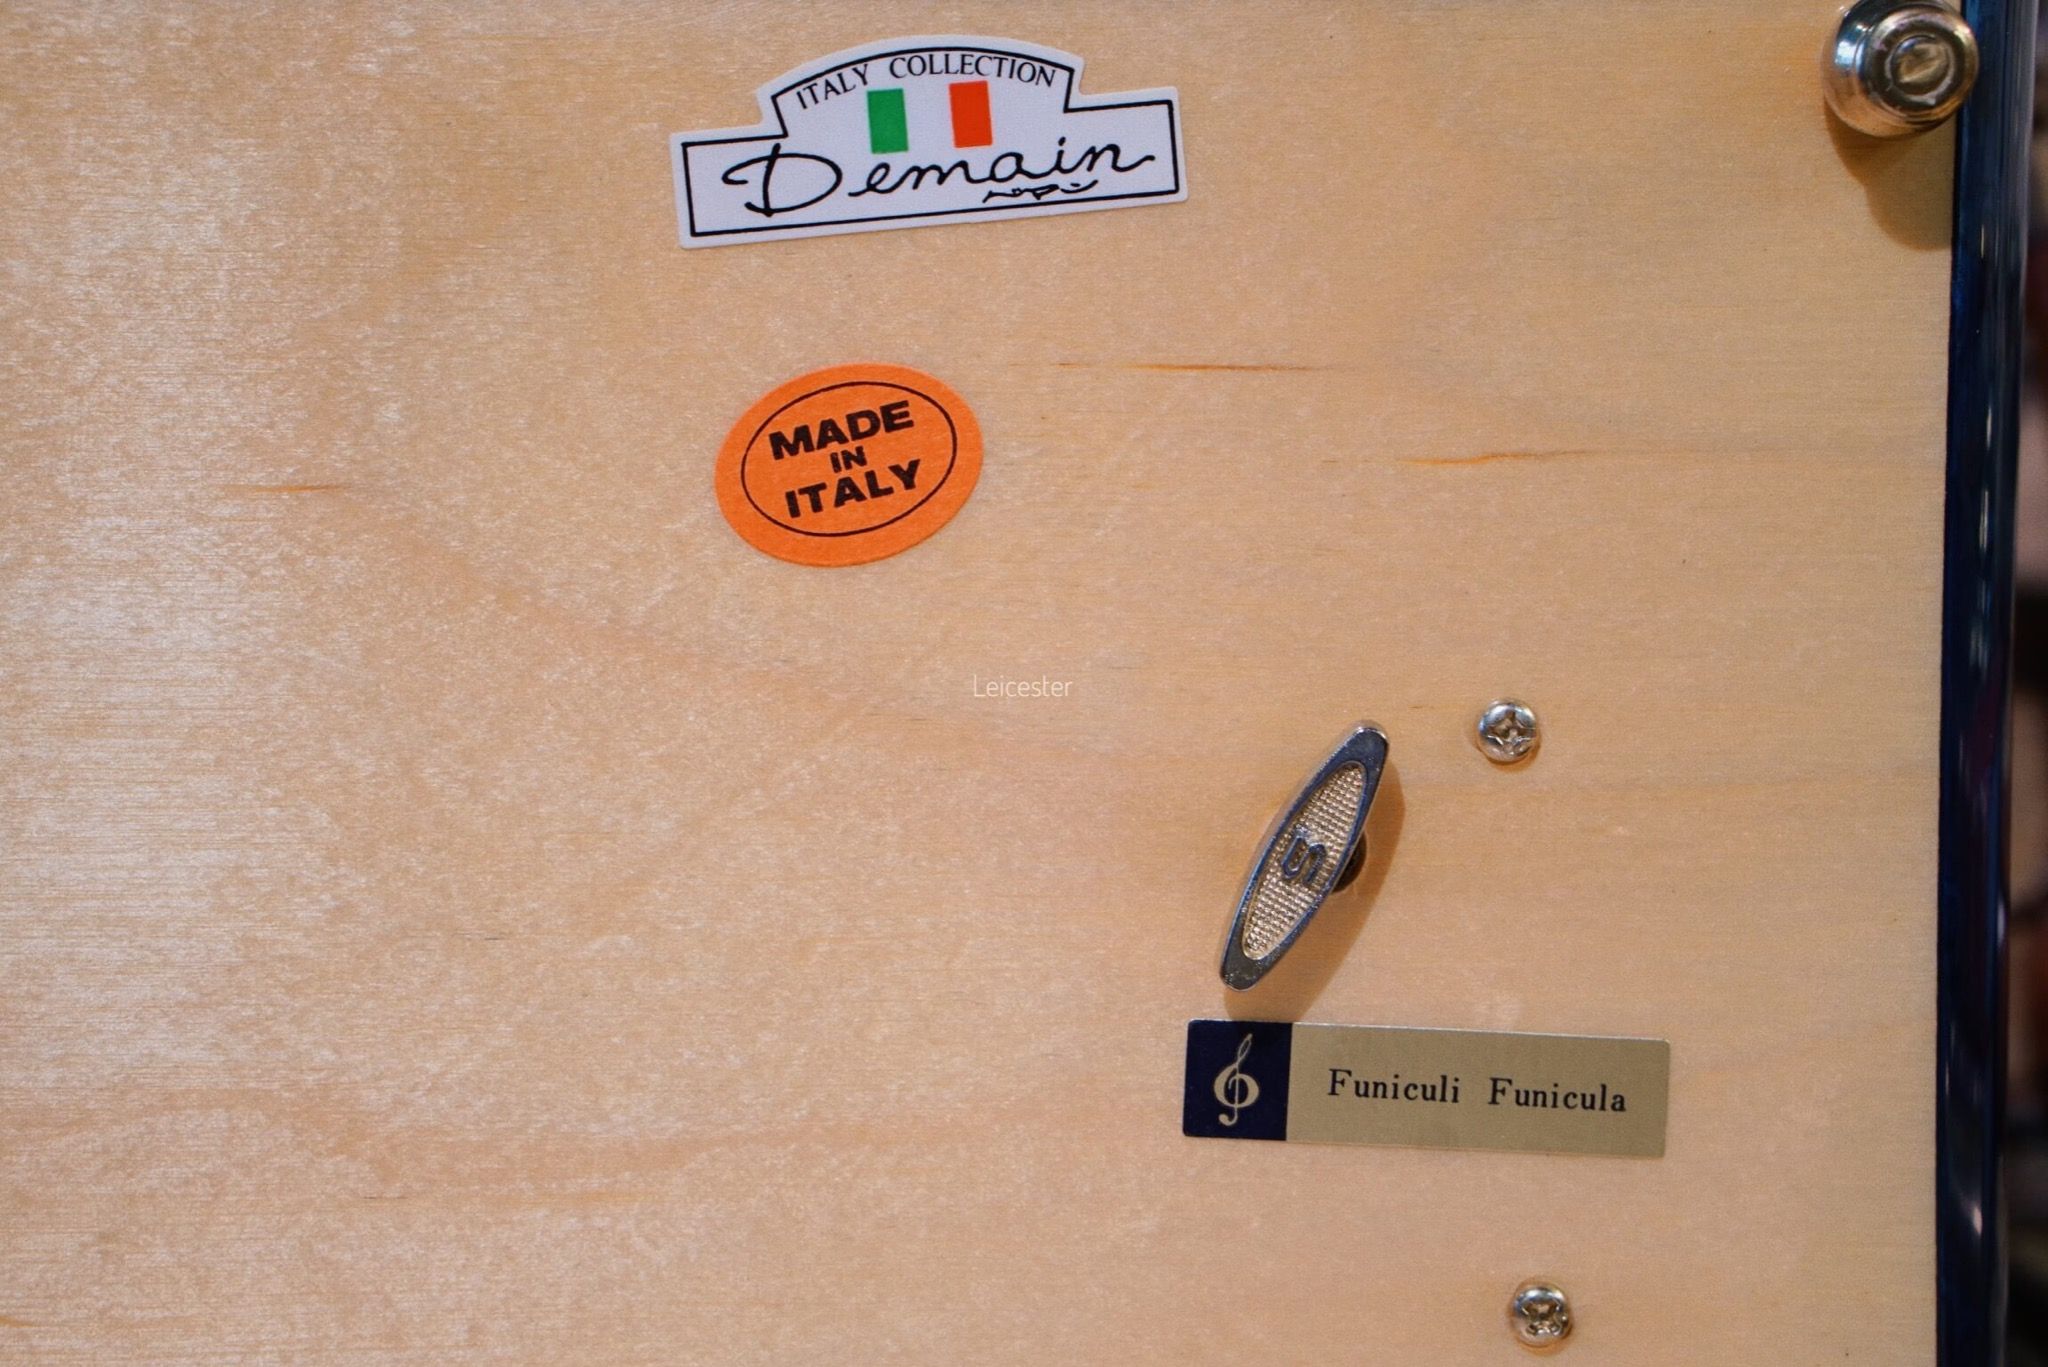 ITALY COLLECTION
Demain
MADE
IN
ITALY
Leicester
S
Funiculi Funicula